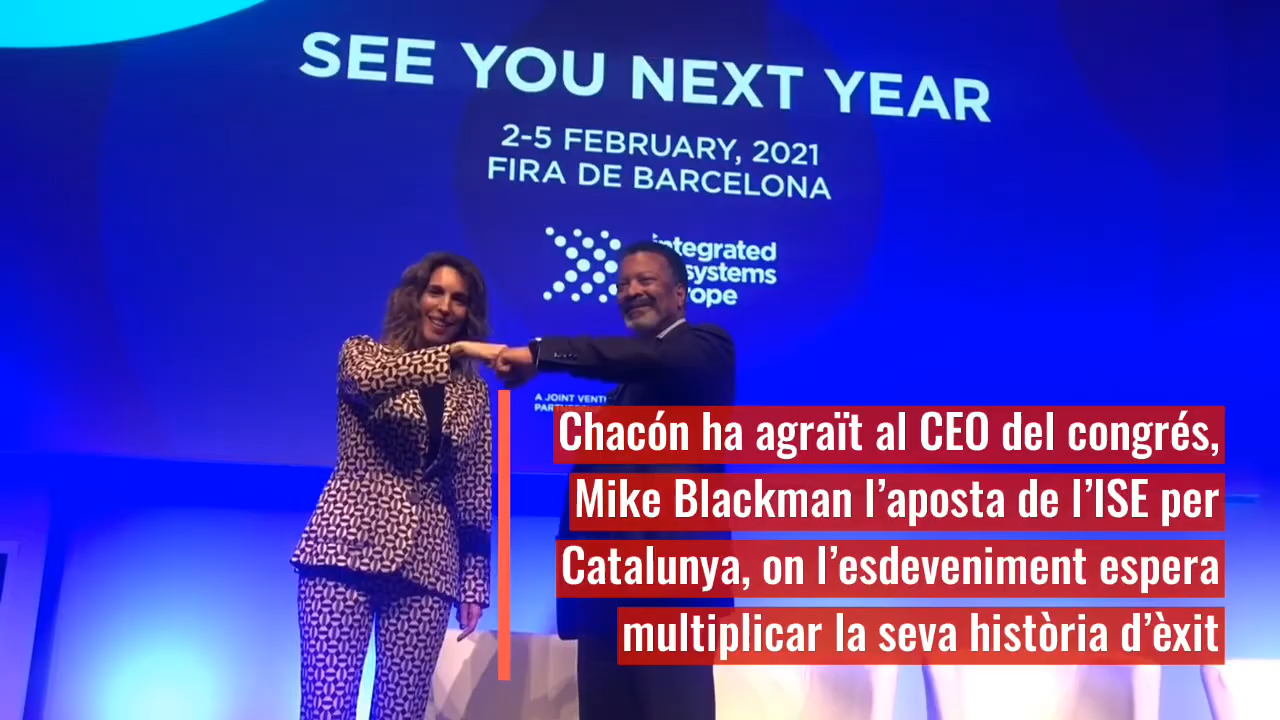 SEE YOU NEXT YEAR
2-5 FEBRUARY, 2021
FIRA DE BARCELONA
integrated
systems
A JOINT
Chacón ha agraït al CEO del congrés,
Mike Blackman l’aposta de l’ISE per
Catalunya, on l’esdeveniment espera
multiplicar la seva història d’èxit